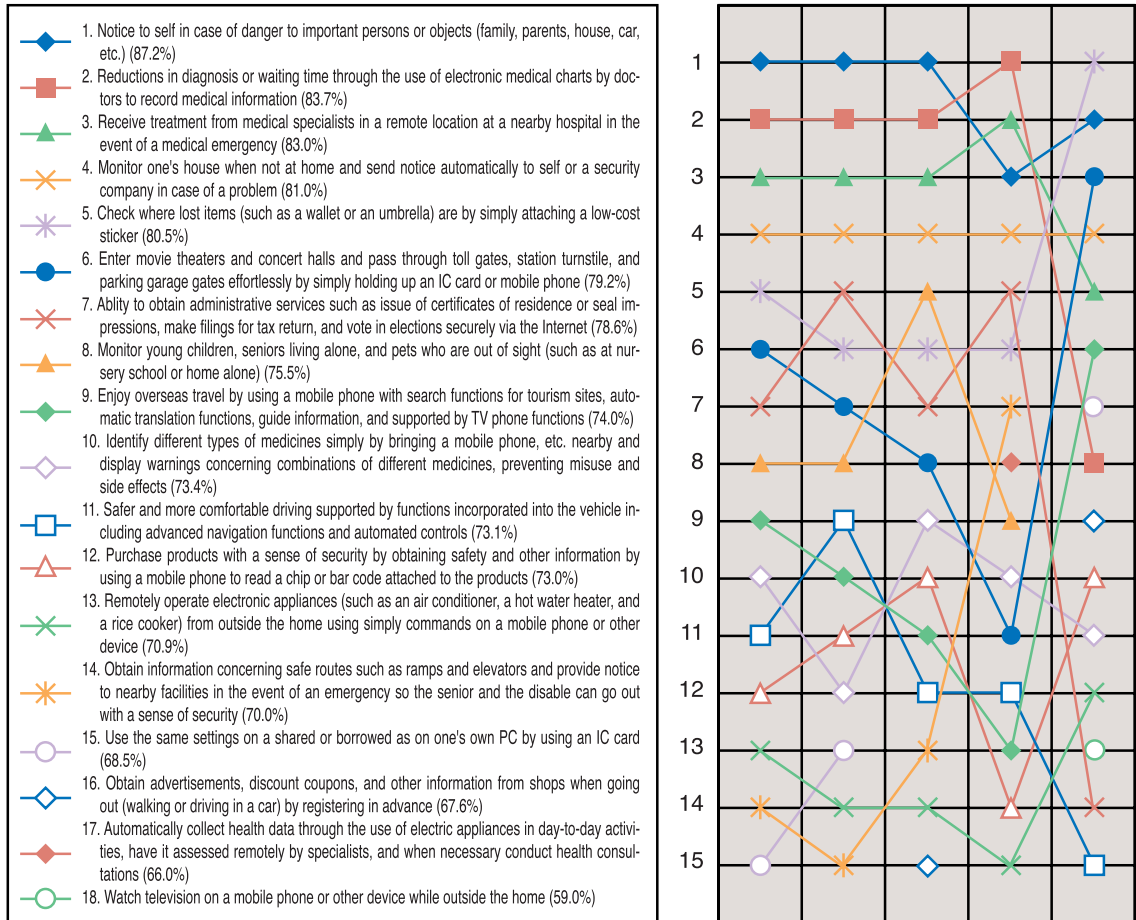 1. Notice to self in case of danger to important persons or objects (family, parents, house, car,
etc.) (87.2%)
2. Reductions in diagnosis or waiting time through the use of electronic medical charts by doc-
tors to record medical information (83.7%)
3. Receive treatment from medical specialists in a remote location at a nearby hospital in the
event of a medical emergency (83.0%)
4. Monitor one's house when not at home and send notice automatically to self or a security
company in case of a problem (81.0%)
5. Check where lost items (such as a wallet or an umbrella) are by simply attaching a low-cost
sticker (80.5%)
6. Enter movie theaters and concert halls and pass through toll gates, station turnstile, and
parking garage gates effortlessly by simply holding up an IC card or mobile phone (79.2%)
7. Ablity to obtain administrative services such as issue of certificates of residence or seal im-
pressions, make filings for tax return, and vote in elections securely via the Internet (78.6%)
8. Monitor young children, seniors living alone, and pets who are out of sight (such as at nur-
sery school or home alone) (75.5%)
9. Enjoy overseas travel by using a mobile phone with search functions for tourism sites, auto-
matic translation functions, guide information, and supported by TV phone functions (74.0%)
10. Identify different types of medicines simply by bringing a mobile phone, etc. nearby and
display warnings concerning combinations of different medicines, preventing misuse and
side effects (73.4%)
11. Safer and more comfortable driving supported by functions incorporated into the vehicle in-
cluding advanced navigation functions and automated controls (73.1%)
12. Purchase products with a sense of security by obtaining safety and other information by
using a mobile phone to read a chip or bar code attached to the products (73.0%)
13. Remotely operate electronic appliances (such as an air conditioner, a hot water heater, and
a rice cooker) from outside the home using simply commands on a mobile phone or other
device (70.9%)
14. Obtain information concerning safe routes such as ramps and elevators and provide notice
to nearby facilities in the event of an emergency so the senior and the disable can go out
with a sense of security (70.0%)
15. Use the same settings on a shared or borrowed as on one's own PC by using an IC card
(68.5%)
16. Obtain advertisements, discount coupons, and other information from shops when going
out (walking or driving in a car) by registering in advance (67.6%)
17. Automatically collect health data through the use of electric appliances in day-to-day activi-
ties, have it assessed remotely by specialists, and when necessary conduct health consul-
tations (66.0%)
18. Watch television on a mobile phone or other device while outside the home (59.0%)
1
2
3
4
5
6
7
8
9
10
11
12
13
14
15